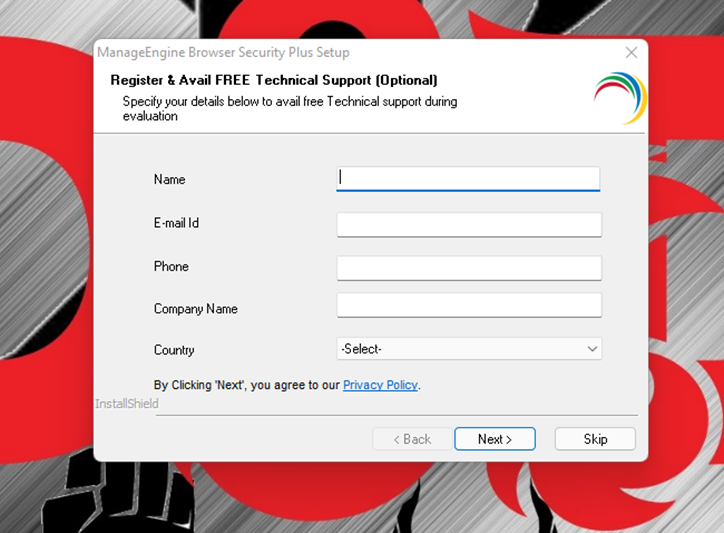 ManageEngine Browser Security Plus Setup
Register & Avail FREE Technical Support (Optional)
Specify your details below to avail free Technical support during
evaluation
Name
E-mail Id
Phone
Company Name
Country
-Select-
By Clicking 'Next', you agree to our Privacy Policy.
InstallShield
< Back
Next >
Skip